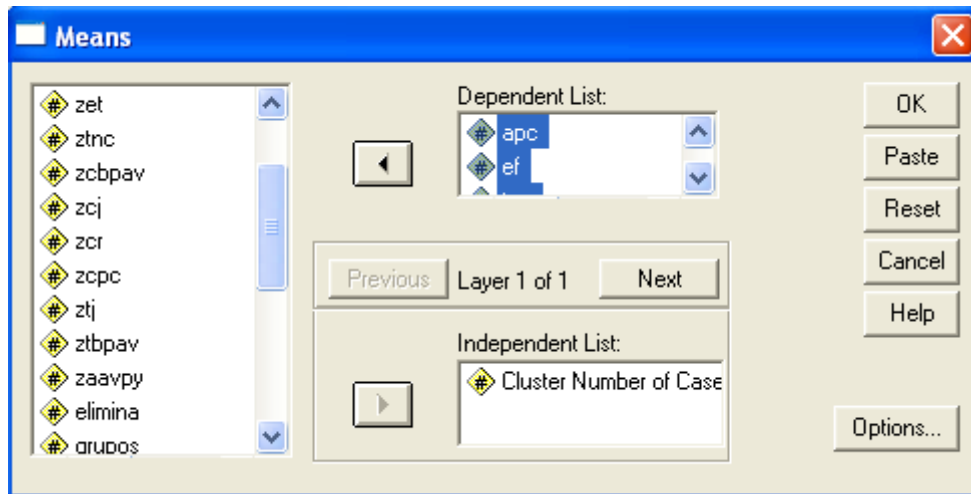 Means
zet
ztnc
zcbpav
zcj
zcr
zcpc
ztj
ztbpav
zaavpy
elimina
grupos
Dependent List:
apc
ef
Previous
Layer 1 of 1
Next
Independent List:
Cluster Number of Case
OK
Paste
Reset
Cancel
Help
Options...